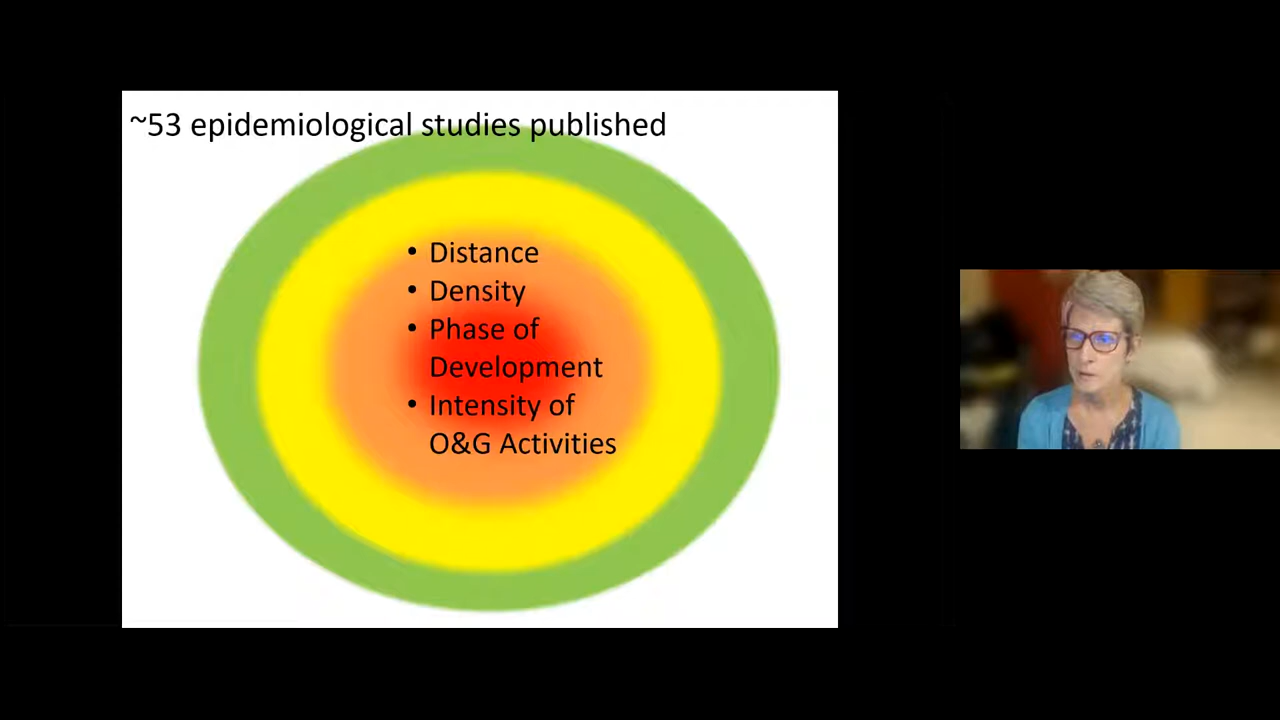 ~53 epidemiological studies published
• Distance
• Density
• Phase of
Development
• Intensity of
O&G Activities